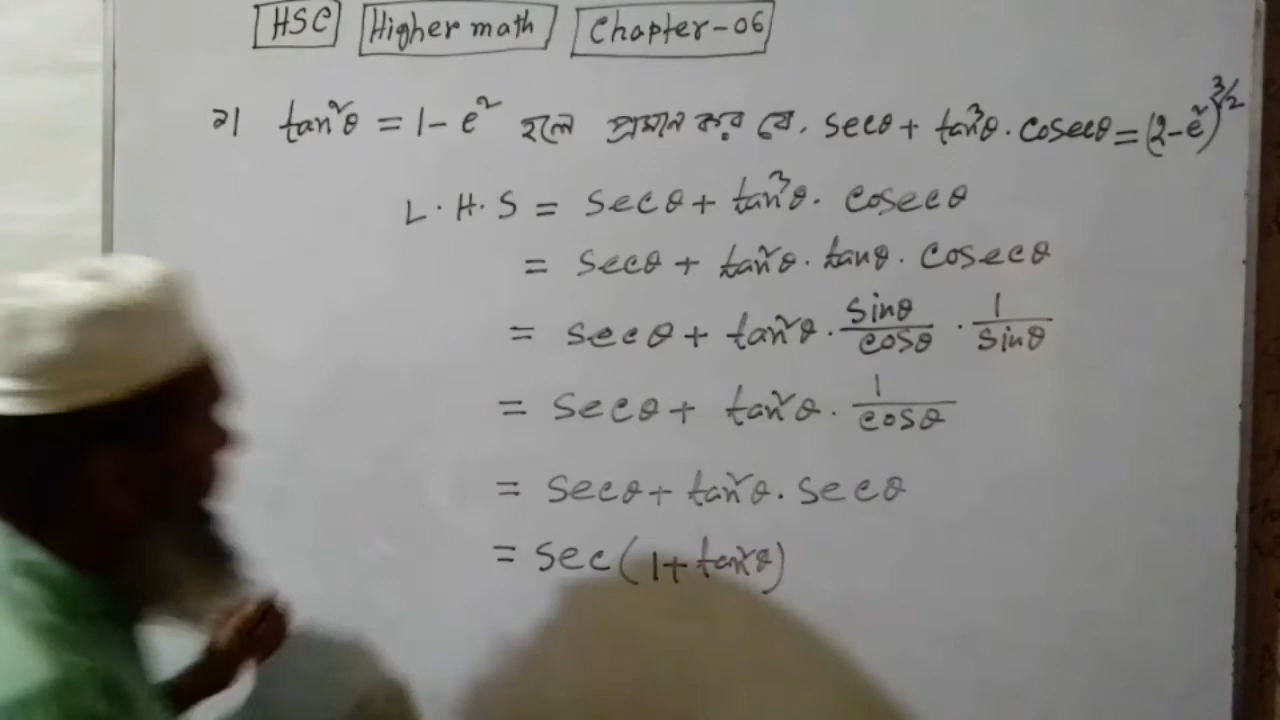 HSC Higher math Chapter-06
২। tan²θ = 1 - e² হলে প্রমান কর যে, secθ + tan³θ · cosecθ = (2-e²)^3/2
L.H.S = secθ + tan³θ · cosecθ
= secθ + tan²θ · tanθ · cosecθ
= secθ + tan²θ · sinθ/cosθ · 1/sinθ
= secθ + tan²θ · 1/cosθ
= secθ + tan²θ · secθ
= sec(1 + tan²θ)